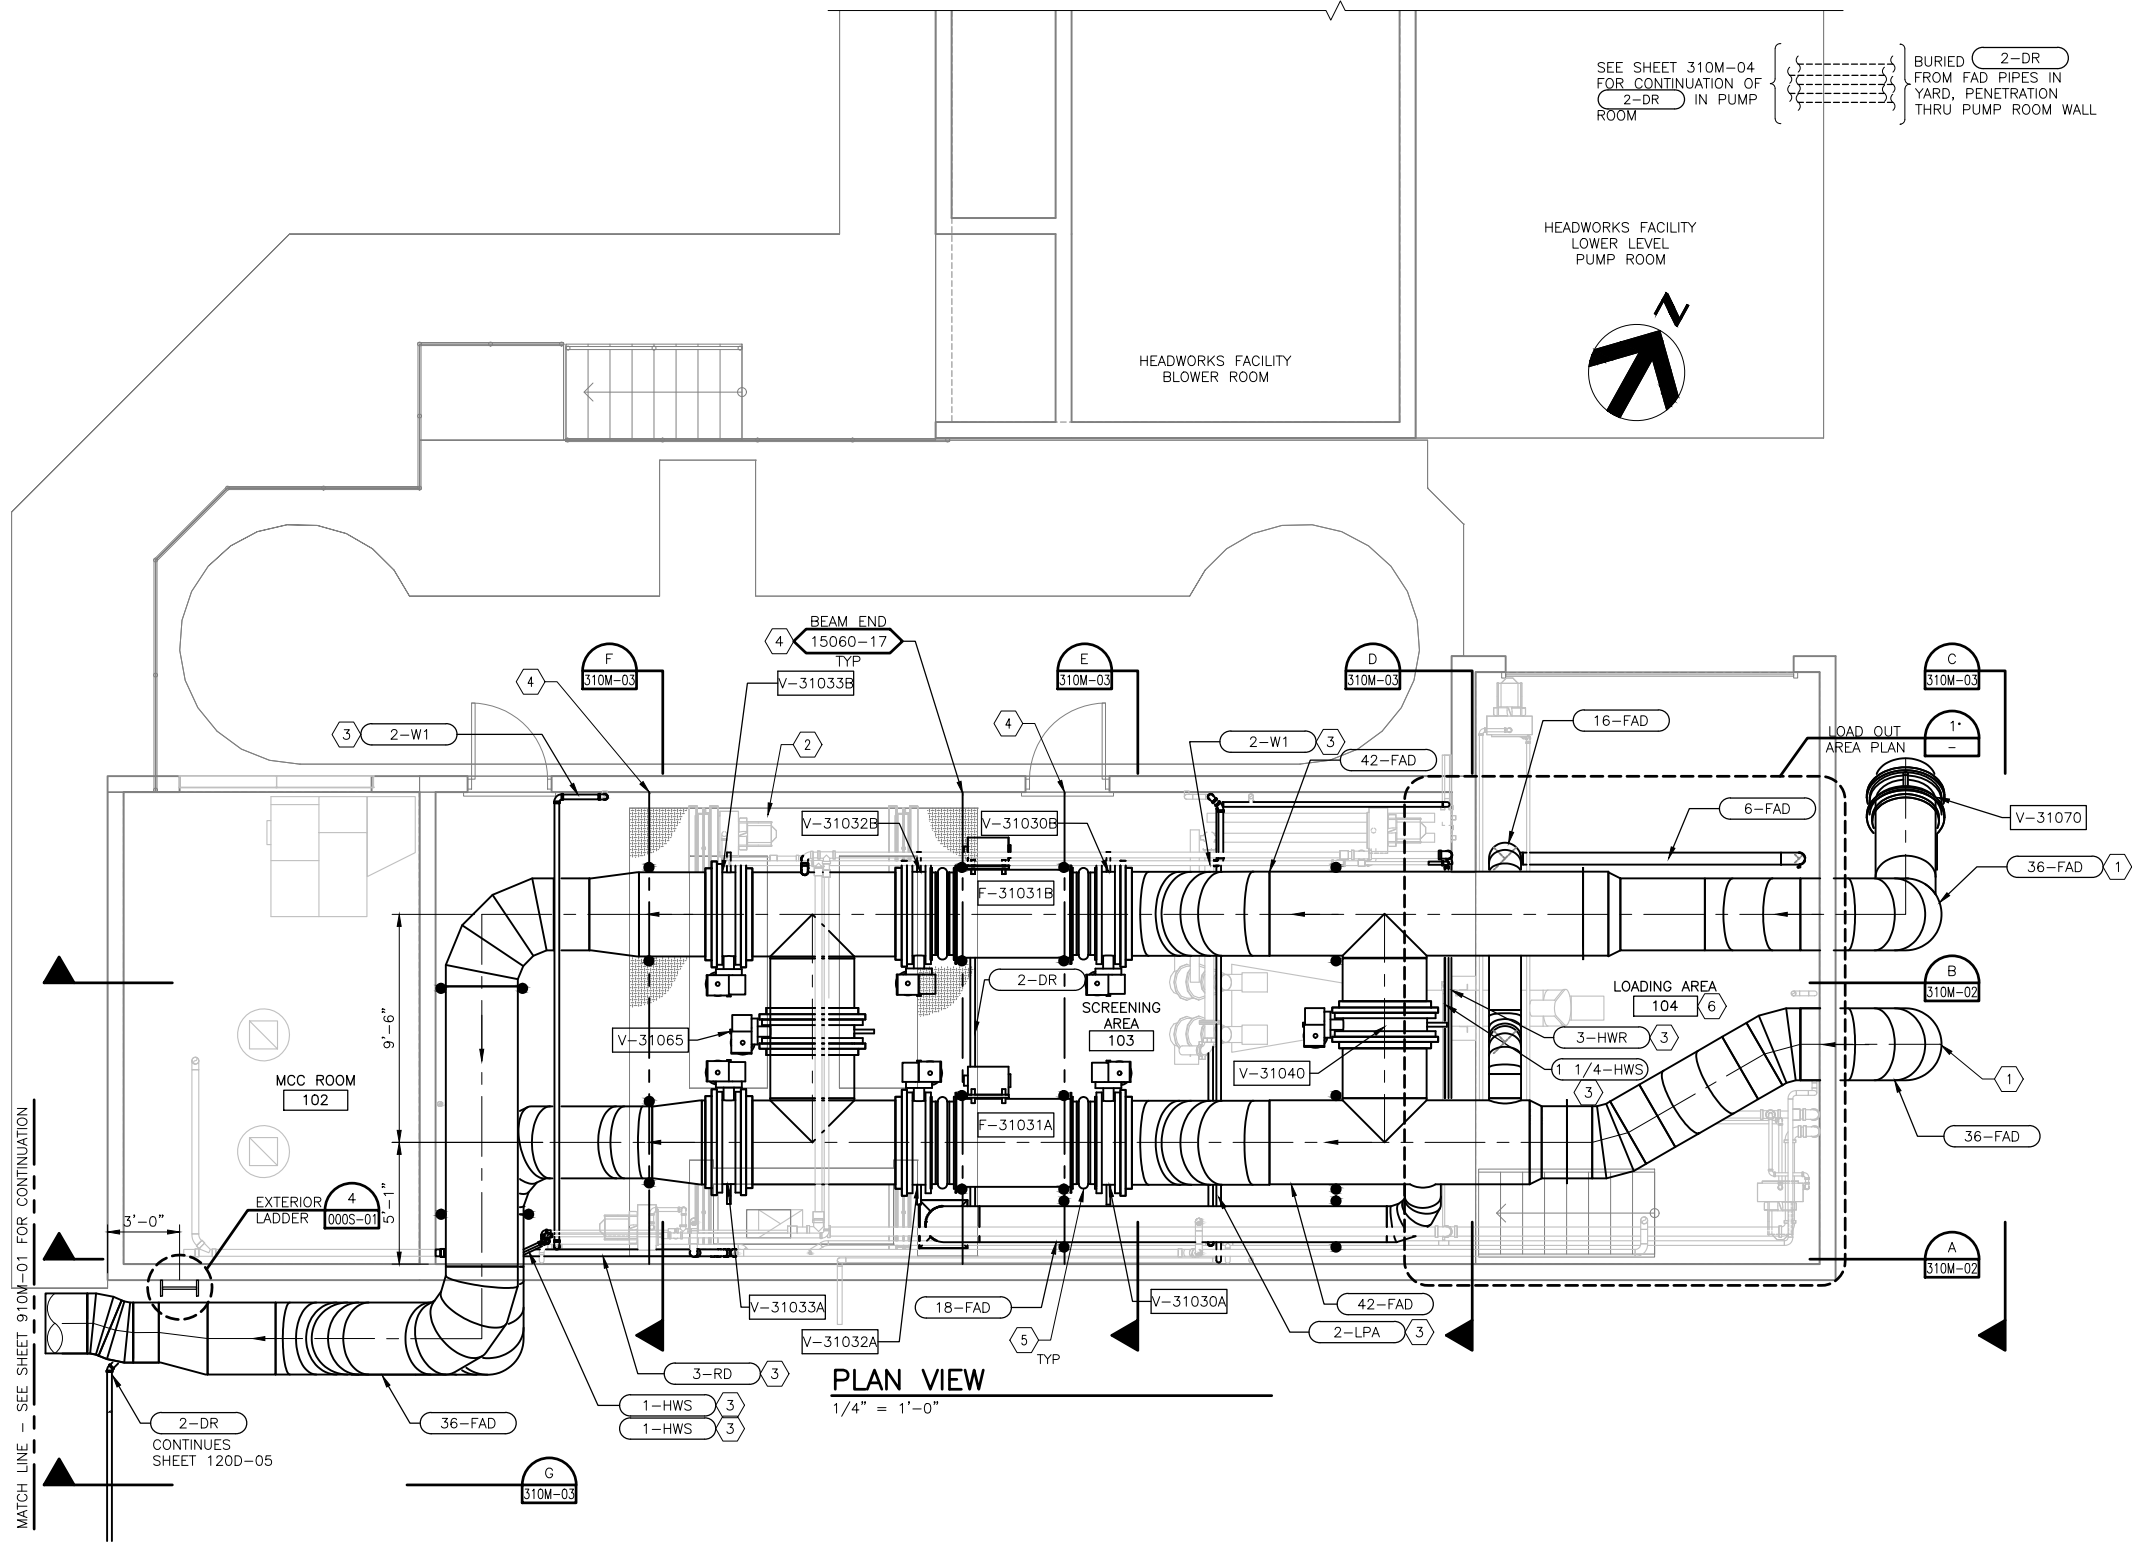 SEE SHEET 310M-04
FOR CONTINUATION OF
2-DR IN PUMP
ROOM
BURIED 2-DR
FROM FAD PIPES IN
YARD, PENETRATION
THRU PUMP ROOM WALL
HEADWORKS FACILITY
LOWER LEVEL
PUMP ROOM
N
HEADWORKS FACILITY
BLOWER ROOM
BEAM END
4 15060-17
TYP
F
310M-03
E
310M-03
D
310M-03
C
310M-03
V-31033B
4
4
3 2-W1
2
2-W1 3
42-FAD
16-FAD
LOAD OUT
AREA PLAN
1
-
6-FAD
V-31070
V-31032B
V-31030B
36-FAD 1
F-31031B
2-DR
B
310M-02
LOADING AREA
104 6
SCREENING
AREA
103
9'-6"
V-31065
3-HWR 3
V-31040
1 1/4-HWS
3
1
MCC ROOM
102
F-31031A
36-FAD
EXTERIOR
LADDER
4
000S-01
3'-0"
5'-1"
A
310M-02
V-31033A
18-FAD
V-31030A
42-FAD
V-31032A
5
TYP
2-LPA 3
3-RD 3
PLAN VIEW
1/4" = 1'-0"
1-HWS 3
1-HWS 3
2-DR
CONTINUES
SHEET 120D-05
36-FAD
G
310M-03
MATCH LINE - SEE SHEET 910M-01 FOR CONTINUATION